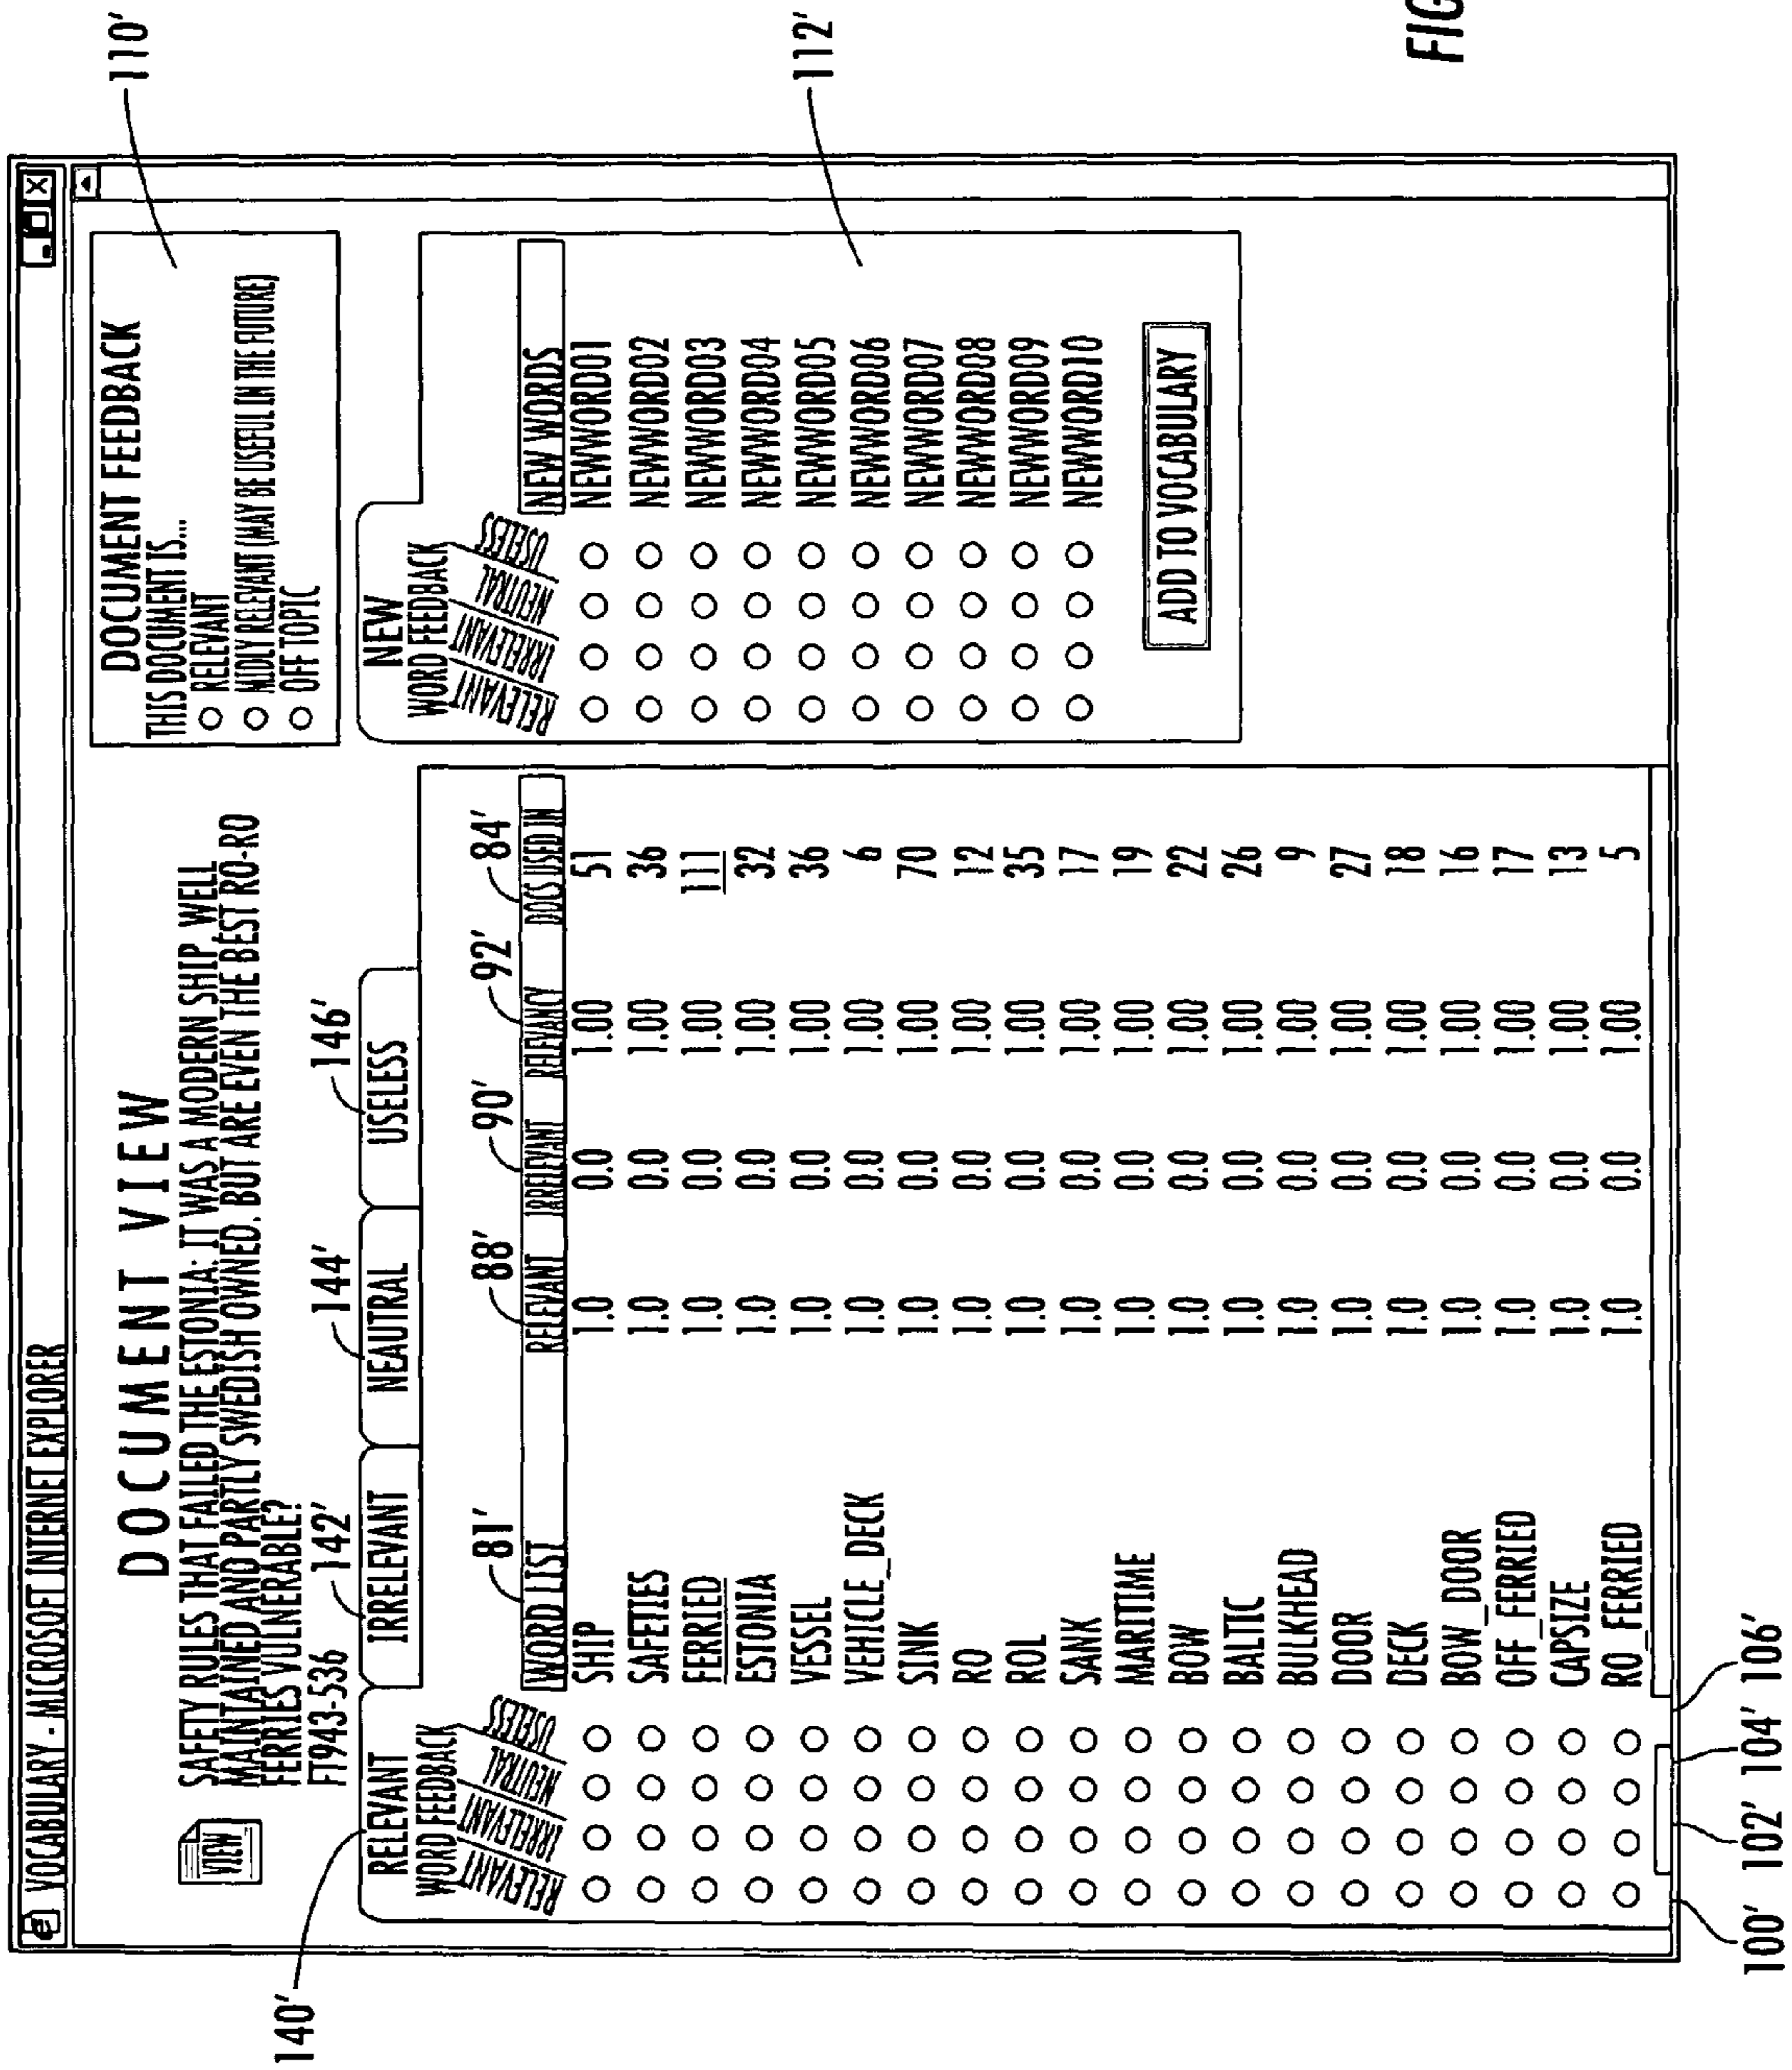 VOCABULARY - MICROSOFT INTERNET EXPLORER
DOCUMENT VIEW
VIEW
SAFETY RULES THAT FAILED THE ESTONIA: IT WAS A MODERN SHIP, WELL
MAINTAINED AND PARTLY SWEDISH OWNED. BUT ARE EVEN THE BEST RO-RO
FERRIES VULNERABLE?
FT943-536
DOCUMENT FEEDBACK
THIS DOCUMENT IS...
RELEVANT
MIDLY RELEVANT (MAY BE USEFUL IN THE FUTURE)
OFF TOPIC
110'
140'
142'
144'
146'
RELEVANT IRRELEVANT NEAUTRAL USELESS
WORD FEEDBACK
RELEVANT IRRELEVANT NEUTRAL USELESS
81' 88' 90' 92' 84'
WORD LIST RELEVANT IRRELEVANT RELEVANCY DOCS USED IN
SHIP 1.0 0.0 1.00 51
SAFETIES 1.0 0.0 1.00 36
FERRIED 1.0 0.0 1.00 111
ESTONIA 1.0 0.0 1.00 32
VESSEL 1.0 0.0 1.00 36
VEHICLE_DECK 1.0 0.0 1.00 6
SINK 1.0 0.0 1.00 70
RO 1.0 0.0 1.00 12
ROL 1.0 0.0 1.00 35
SANK 1.0 0.0 1.00 17
MARITIME 1.0 0.0 1.00 19
BOW 1.0 0.0 1.00 22
BALTIC 1.0 0.0 1.00 26
BULKHEAD 1.0 0.0 1.00 9
DOOR 1.0 0.0 1.00 27
DECK 1.0 0.0 1.00 18
BOW_DOOR 1.0 0.0 1.00 16
OFF_FERRIED 1.0 0.0 1.00 17
CAPSIZE 1.0 0.0 1.00 13
RO_FERRIED 1.0 0.0 1.00 5
NEW
WORD FEEDBACK
RELEVANT IRRELEVANT NEUTRAL USELESS
NEW WORDS
NEWWORD01
NEWWORD02
NEWWORD03
NEWWORD04
NEWWORD05
NEWWORD06
NEWWORD07
NEWWORD08
NEWWORD09
NEWWORD10
ADD TO VOCABULARY
112'
100' 102' 104' 106'
FIG